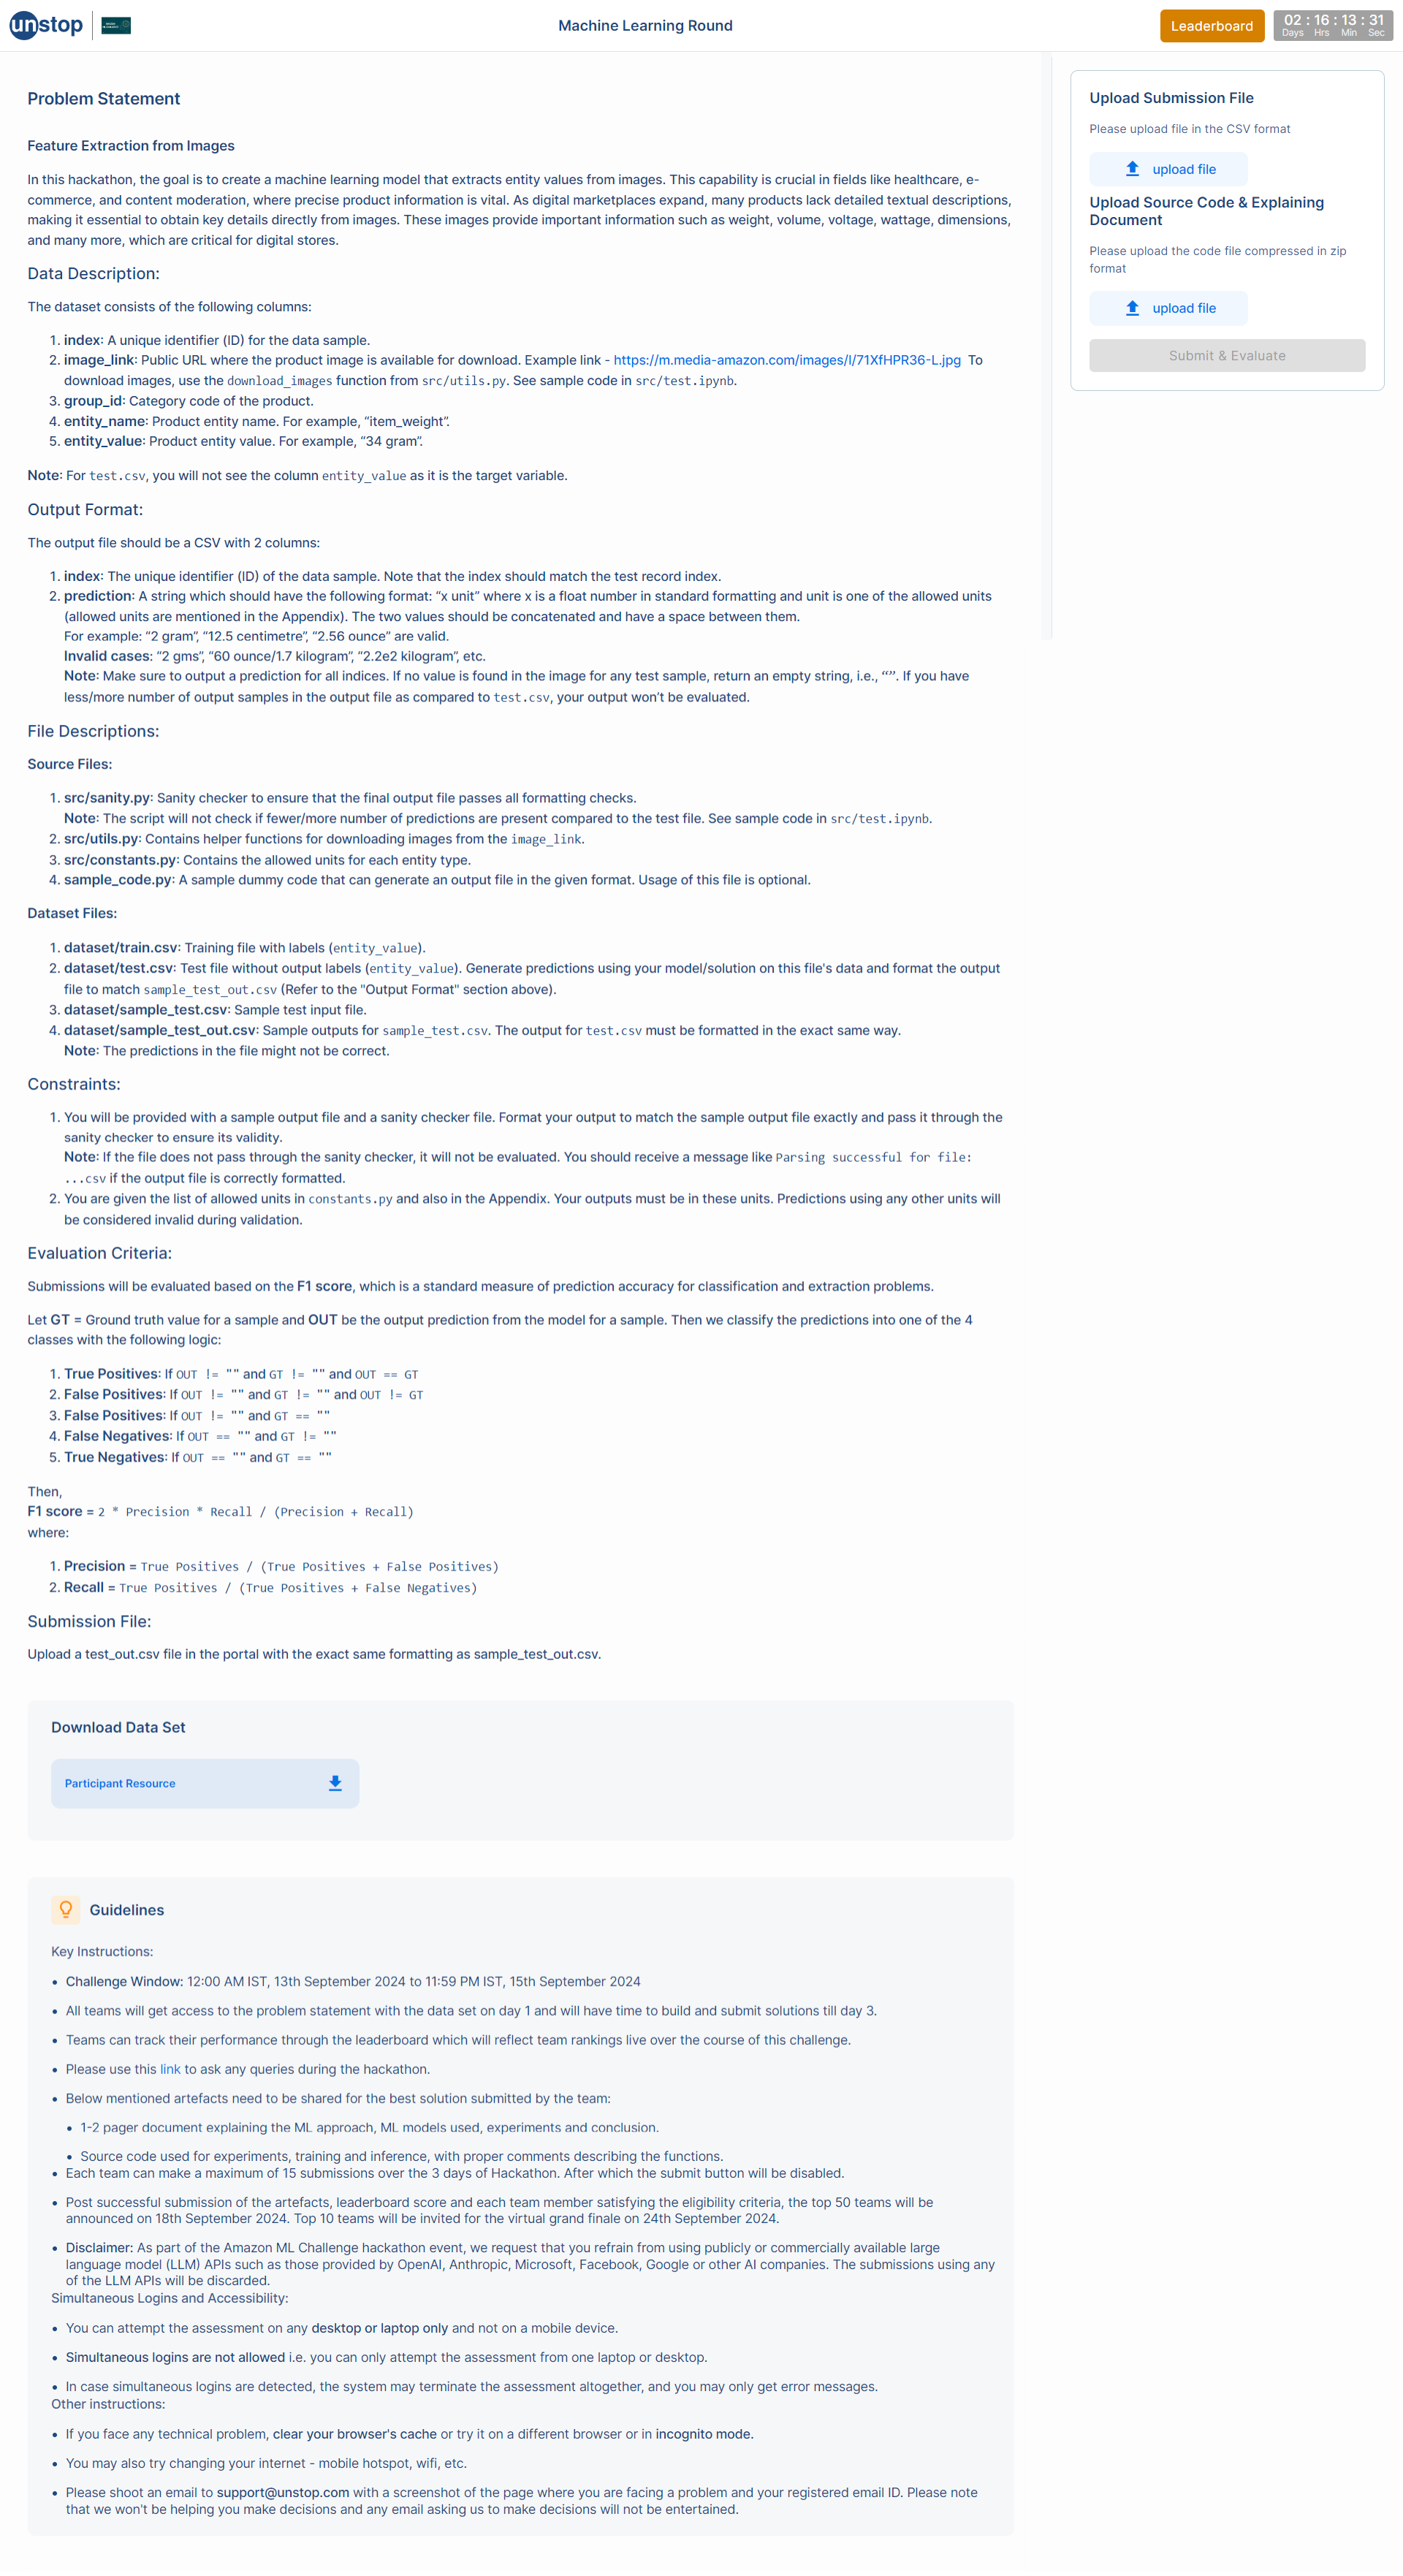 unstop
Machine Learning Round
Leaderboard
02 : 16 : 13 : 31
Days Hrs Min Sec
Problem Statement
Feature Extraction from Images
In this hackathon, the goal is to create a machine learning model that extracts entity values from images. This capability is crucial in fields like healthcare, e-
commerce, and content moderation, where precise product information is vital. As digital marketplaces expand, many products lack detailed textual descriptions,
making it essential to obtain key details directly from images. These images provide important information such as weight, volume, voltage, wattage, dimensions,
and many more, which are critical for digital stores.
Data Description:
The dataset consists of the following columns:
1. index: A unique identifier (ID) for the data sample.
2. image_link: Public URL where the product image is available for download. Example link - https://m.media-amazon.com/images/I/71XfHPR36-L.jpg To
download images, use the download_images function from src/utils.py. See sample code in src/test.ipynb.
3. group_id: Category code of the product.
4. entity_name: Product entity name. For example, “item_weight”.
5. entity_value: Product entity value. For example, “34 gram”.
Note: For test.csv, you will not see the column entity_value as it is the target variable.
Output Format:
The output file should be a CSV with 2 columns:
1. index: The unique identifier (ID) of the data sample. Note that the index should match the test record index.
2. prediction: A string which should have the following format: “x unit” where x is a float number in standard formatting and unit is one of the allowed units
(allowed units are mentioned in the Appendix). The two values should be concatenated and have a space between them.
For example: “2 gram”, “12.5 centimetre”, “2.56 ounce” are valid.
Invalid cases: “2 gms”, “60 ounce/1.7 kilogram”, “2.2e2 kilogram”, etc.
Note: Make sure to output a prediction for all indices. If no value is found in the image for any test sample, return an empty string, i.e., “”. If you have
less/more number of output samples in the output file as compared to test.csv, your output won’t be evaluated.
File Descriptions:
Source Files:
1. src/sanity.py: Sanity checker to ensure that the final output file passes all formatting checks.
Note: The script will not check if fewer/more number of predictions are present compared to the test file. See sample code in src/test.ipynb.
2. src/utils.py: Contains helper functions for downloading images from the image_link.
3. src/constants.py: Contains the allowed units for each entity type.
4. sample_code.py: A sample dummy code that can generate an output file in the given format. Usage of this file is optional.
Dataset Files:
1. dataset/train.csv: Training file with labels (entity_value).
2. dataset/test.csv: Test file without output labels (entity_value). Generate predictions using your model/solution on this file's data and format the output
file to match sample_test_out.csv (Refer to the "Output Format" section above).
3. dataset/sample_test.csv: Sample test input file.
4. dataset/sample_test_out.csv: Sample outputs for sample_test.csv. The output for test.csv must be formatted in the exact same way.
Note: The predictions in the file might not be correct.
Constraints:
1. You will be provided with a sample output file and a sanity checker file. Format your output to match the sample output file exactly and pass it through the
sanity checker to ensure its validity.
Note: If the file does not pass through the sanity checker, it will not be evaluated. You should receive a message like Parsing successful for file:
...csv if the output file is correctly formatted.
2. You are given the list of allowed units in constants.py and also in the Appendix. Your outputs must be in these units. Predictions using any other units will
be considered invalid during validation.
Evaluation Criteria:
Submissions will be evaluated based on the F1 score, which is a standard measure of prediction accuracy for classification and extraction problems.
Let GT = Ground truth value for a sample and OUT be the output prediction from the model for a sample. Then we classify the predictions into one of the 4
classes with the following logic:
1. True Positives: If OUT != "" and GT != "" and OUT == GT
2. False Positives: If OUT != "" and GT != "" and OUT != GT
3. False Positives: If OUT != "" and GT == ""
4. False Negatives: If OUT == "" and GT != ""
5. True Negatives: If OUT == "" and GT == ""
Then,
F1 score = 2 * Precision * Recall / (Precision + Recall)
where:
1. Precision = True Positives / (True Positives + False Positives)
2. Recall = True Positives / (True Positives + False Negatives)
Submission File:
Upload a test_out.csv file in the portal with the exact same formatting as sample_test_out.csv.
Download Data Set
Participant Resource
Guidelines
Key Instructions:
• Challenge Window: 12:00 AM IST, 13th September 2024 to 11:59 PM IST, 15th September 2024
• All teams will get access to the problem statement with the data set on day 1 and will have time to build and submit solutions till day 3.
• Teams can track their performance through the leaderboard which will reflect team rankings live over the course of this challenge.
• Please use this link to ask any queries during the hackathon.
• Below mentioned artefacts need to be shared for the best solution submitted by the team:
• 1-2 pager document explaining the ML approach, ML models used, experiments and conclusion.
• Source code used for experiments, training and inference, with proper comments describing the functions.
• Each team can make a maximum of 15 submissions over the 3 days of Hackathon. After which the submit button will be disabled.
• Post successful submission of the artefacts, leaderboard score and each team member satisfying the eligibility criteria, the top 50 teams will be
announced on 18th September 2024. Top 10 teams will be invited for the virtual grand finale on 24th September 2024.
• Disclaimer: As part of the Amazon ML Challenge hackathon event, we request that you refrain from using publicly or commercially available large
language model (LLM) APIs such as those provided by OpenAI, Anthropic, Microsoft, Facebook, Google or other AI companies. The submissions using any
of the LLM APIs will be discarded.
Simultaneous Logins and Accessibility:
• You can attempt the assessment on any desktop or laptop only and not on a mobile device.
• Simultaneous logins are not allowed i.e. you can only attempt the assessment from one laptop or desktop.
• In case simultaneous logins are detected, the system may terminate the assessment altogether, and you may only get error messages.
Other instructions:
• If you face any technical problem, clear your browser's cache or try it on a different browser or in incognito mode.
• You may also try changing your internet - mobile hotspot, wifi, etc.
• Please shoot an email to support@unstop.com with a screenshot of the page where you are facing a problem and your registered email ID. Please note
that we won't be helping you make decisions and any email asking us to make decisions will not be entertained.
Upload Submission File
Please upload file in the CSV format
upload file
Upload Source Code & Explaining
Document
Please upload the code file compressed in zip
format
upload file
Submit & Evaluate